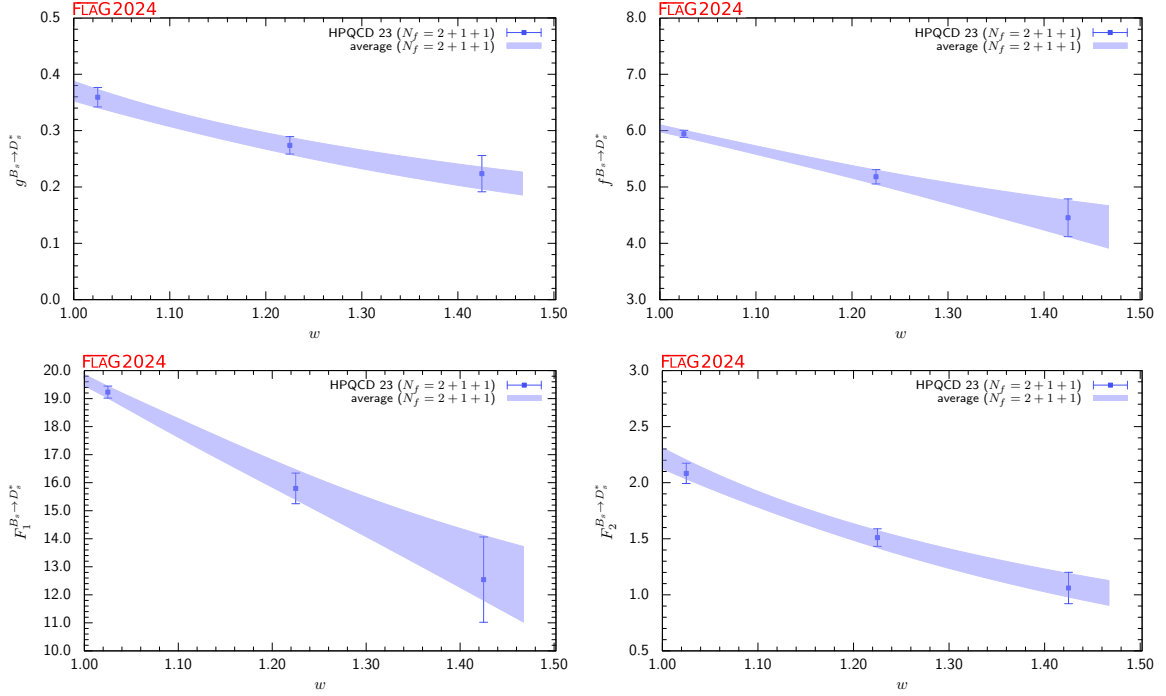 FLAG2024
HPQCD 23 (N_f = 2 + 1 + 1)
average (N_f = 2 + 1 + 1)
0.5
0.4
0.3
0.2
0.1
0.0
g^{B_s→D_s^*}
1.00 1.10 1.20 1.30 1.40 1.50
w
FLAG2024
HPQCD 23 (N_f = 2 + 1 + 1)
average (N_f = 2 + 1 + 1)
8.0
7.0
6.0
5.0
4.0
3.0
f^{B_s→D_s^*}
1.00 1.10 1.20 1.30 1.40 1.50
w
FLAG2024
HPQCD 23 (N_f = 2 + 1 + 1)
average (N_f = 2 + 1 + 1)
20.0
19.0
18.0
17.0
16.0
15.0
14.0
13.0
12.0
11.0
10.0
F_1^{B_s→D_s^*}
1.00 1.10 1.20 1.30 1.40 1.50
w
FLAG2024
HPQCD 23 (N_f = 2 + 1 + 1)
average (N_f = 2 + 1 + 1)
3.0
2.5
2.0
1.5
1.0
0.5
F_2^{B_s→D_s^*}
1.00 1.10 1.20 1.30 1.40 1.50
w